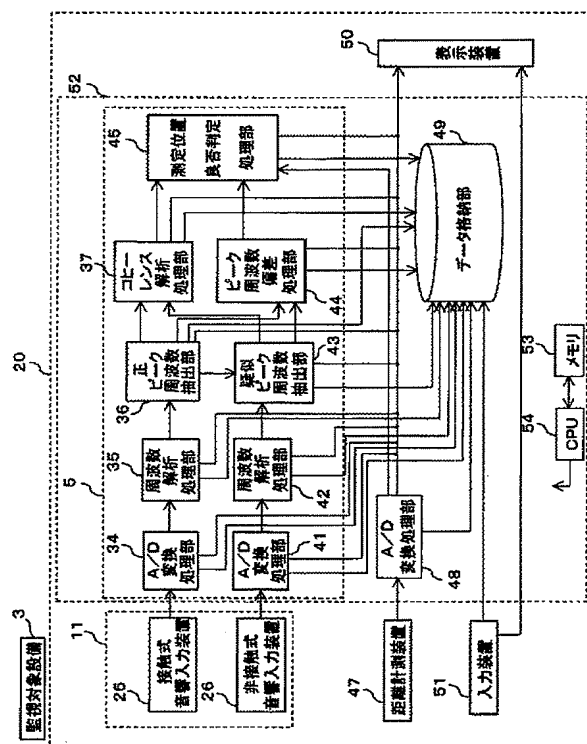 監視対象設備
3
20
52
5
11
接触式
音響入力装置
26
非接触式
音響入力装置
26
34
A/D
変換
処理部
A/D
変換
処理部
41
35
周波数
解析
処理部
周波数
解析
処理部
42
36
正
ピーク
周波数
抽出部
疑似
ピーク
周波数
抽出部
43
37
コヒー
レンス
解析
処理部
ピーク
周波数
偏差
処理部
44
45
測定位置
良否判定
処理部
47
距離計測装置
A/D
変換処理部
48
51
入力装置
49
データ格納部
50
表示装置
53
メモリ
54
CPU